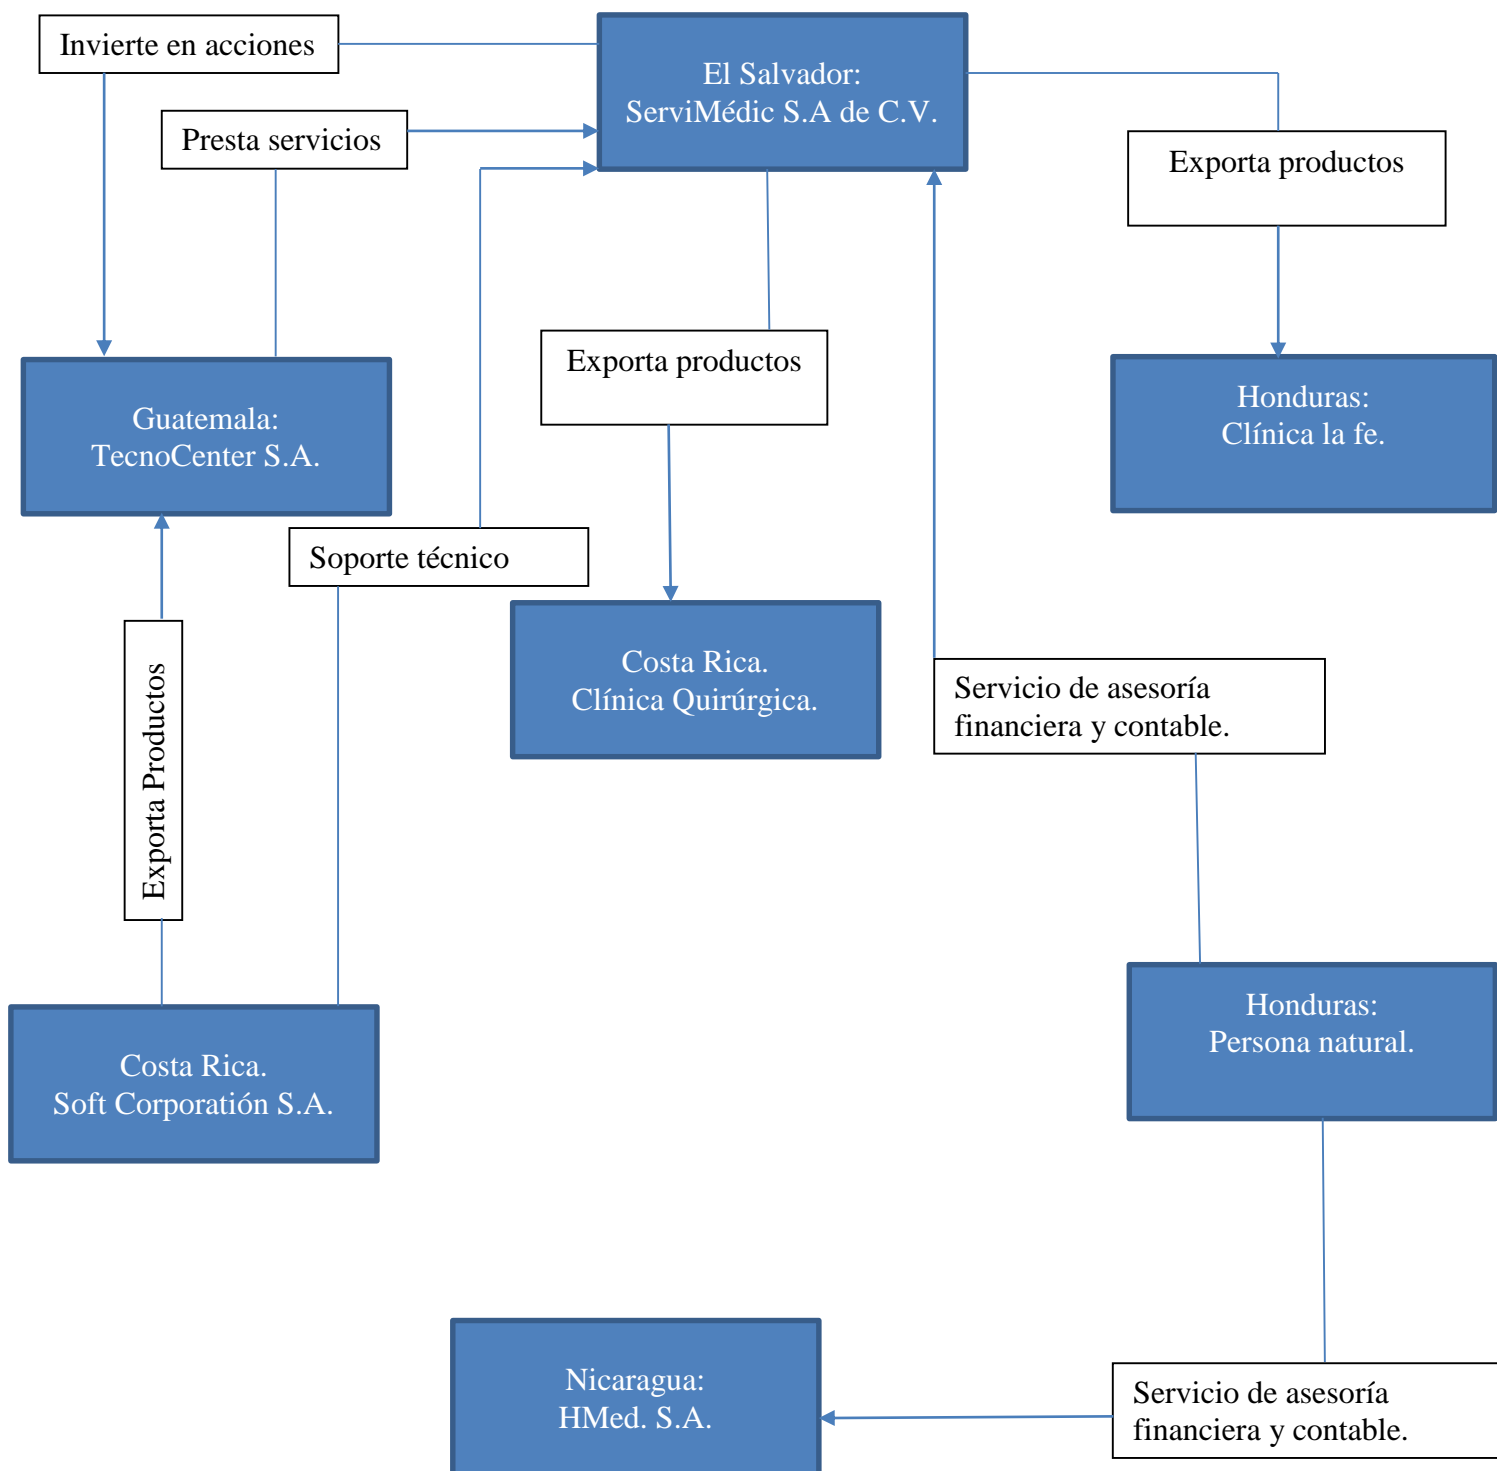 Invierte en acciones
El Salvador:
ServiMédic S.A de C.V.
Presta servicios
Exporta productos
Exporta productos
Guatemala:
TecnoCenter S.A.
Honduras:
Clínica la fe.
Soporte técnico
Costa Rica.
Clínica Quirúrgica.
Servicio de asesoría
financiera y contable.
Exporta Productos
Costa Rica.
Soft Corporatión S.A.
Honduras:
Persona natural.
Nicaragua:
HMed. S.A.
Servicio de asesoría
financiera y contable.